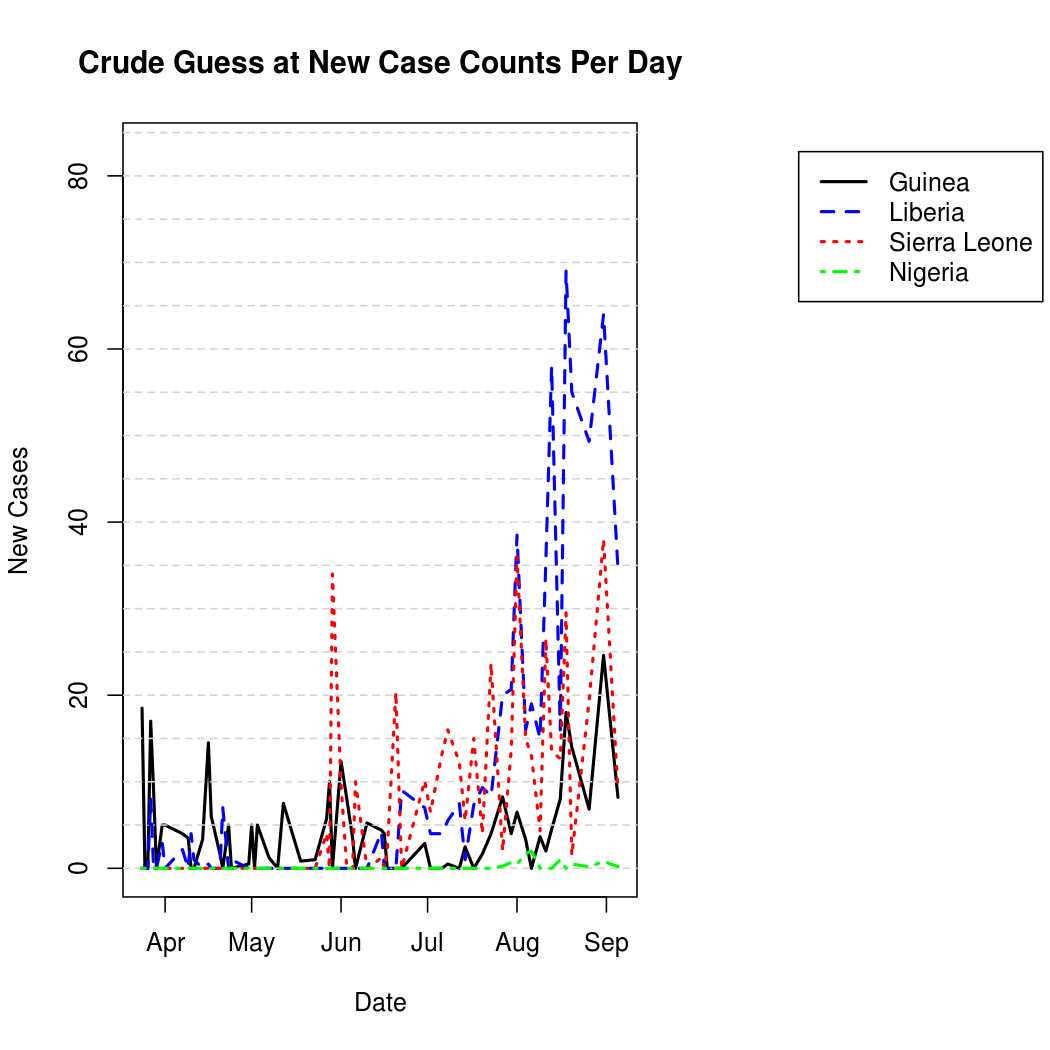 Crude Guess at New Case Counts Per Day
New Cases
80
60
40
20
0
Apr May Jun Jul Aug Sep
Date
Guinea
Liberia
Sierra Leone
Nigeria